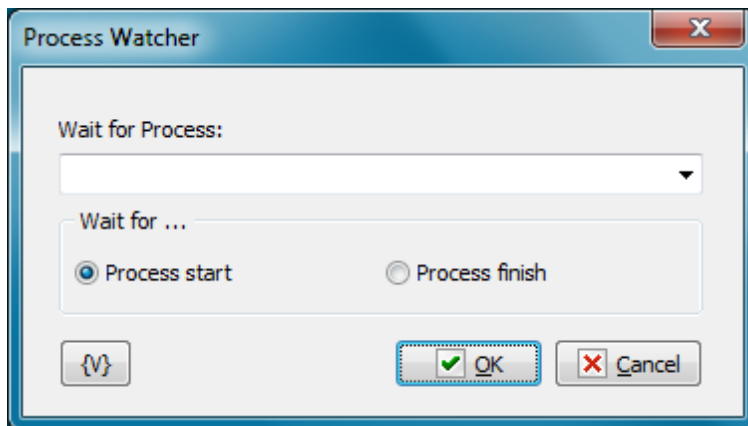 Process Watcher
Wait for Process:
Wait for ...
Process start Process finish
{V} OK Cancel